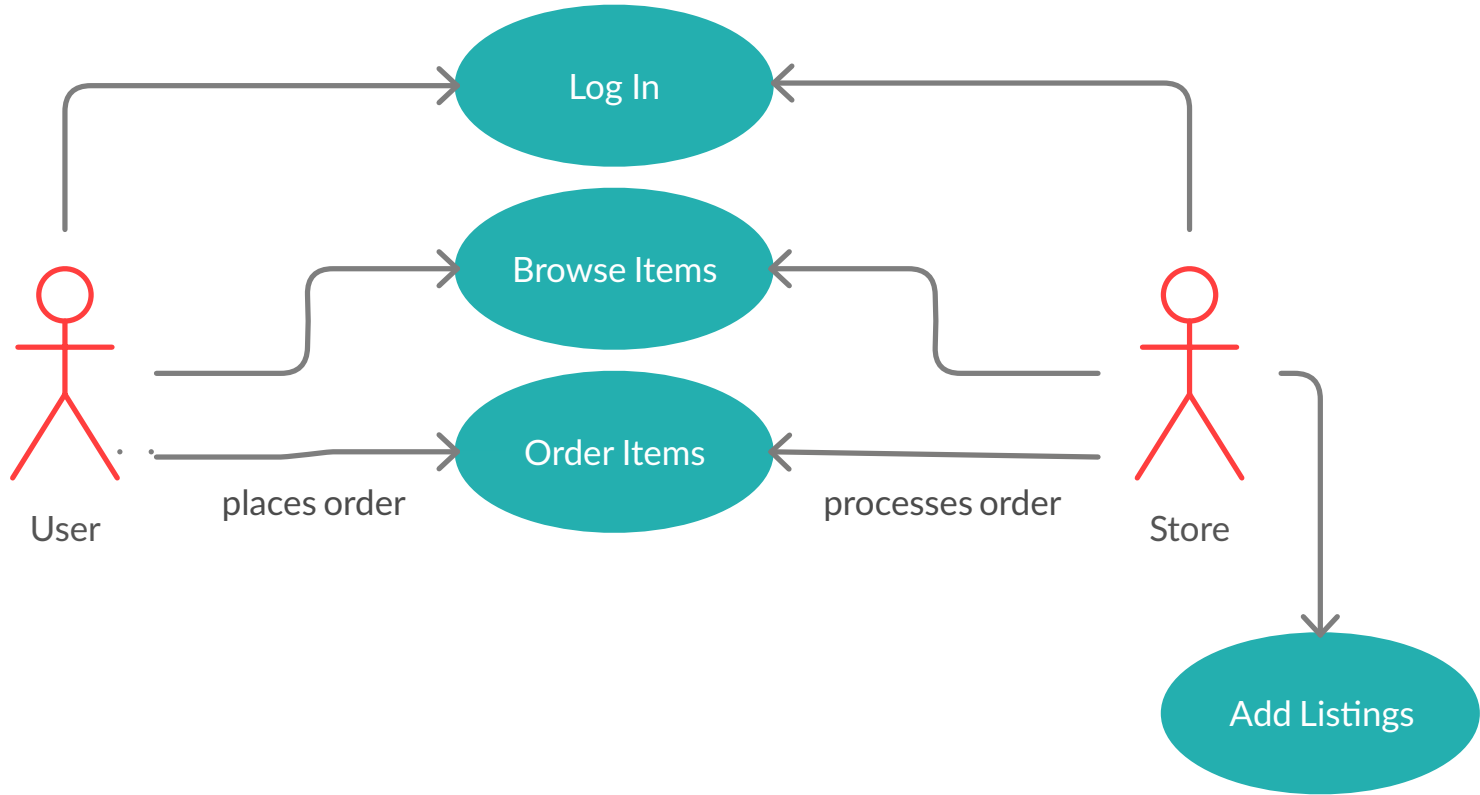 Log In
Browse Items
Order Items
places order
processes order
User
Store
Add Listings